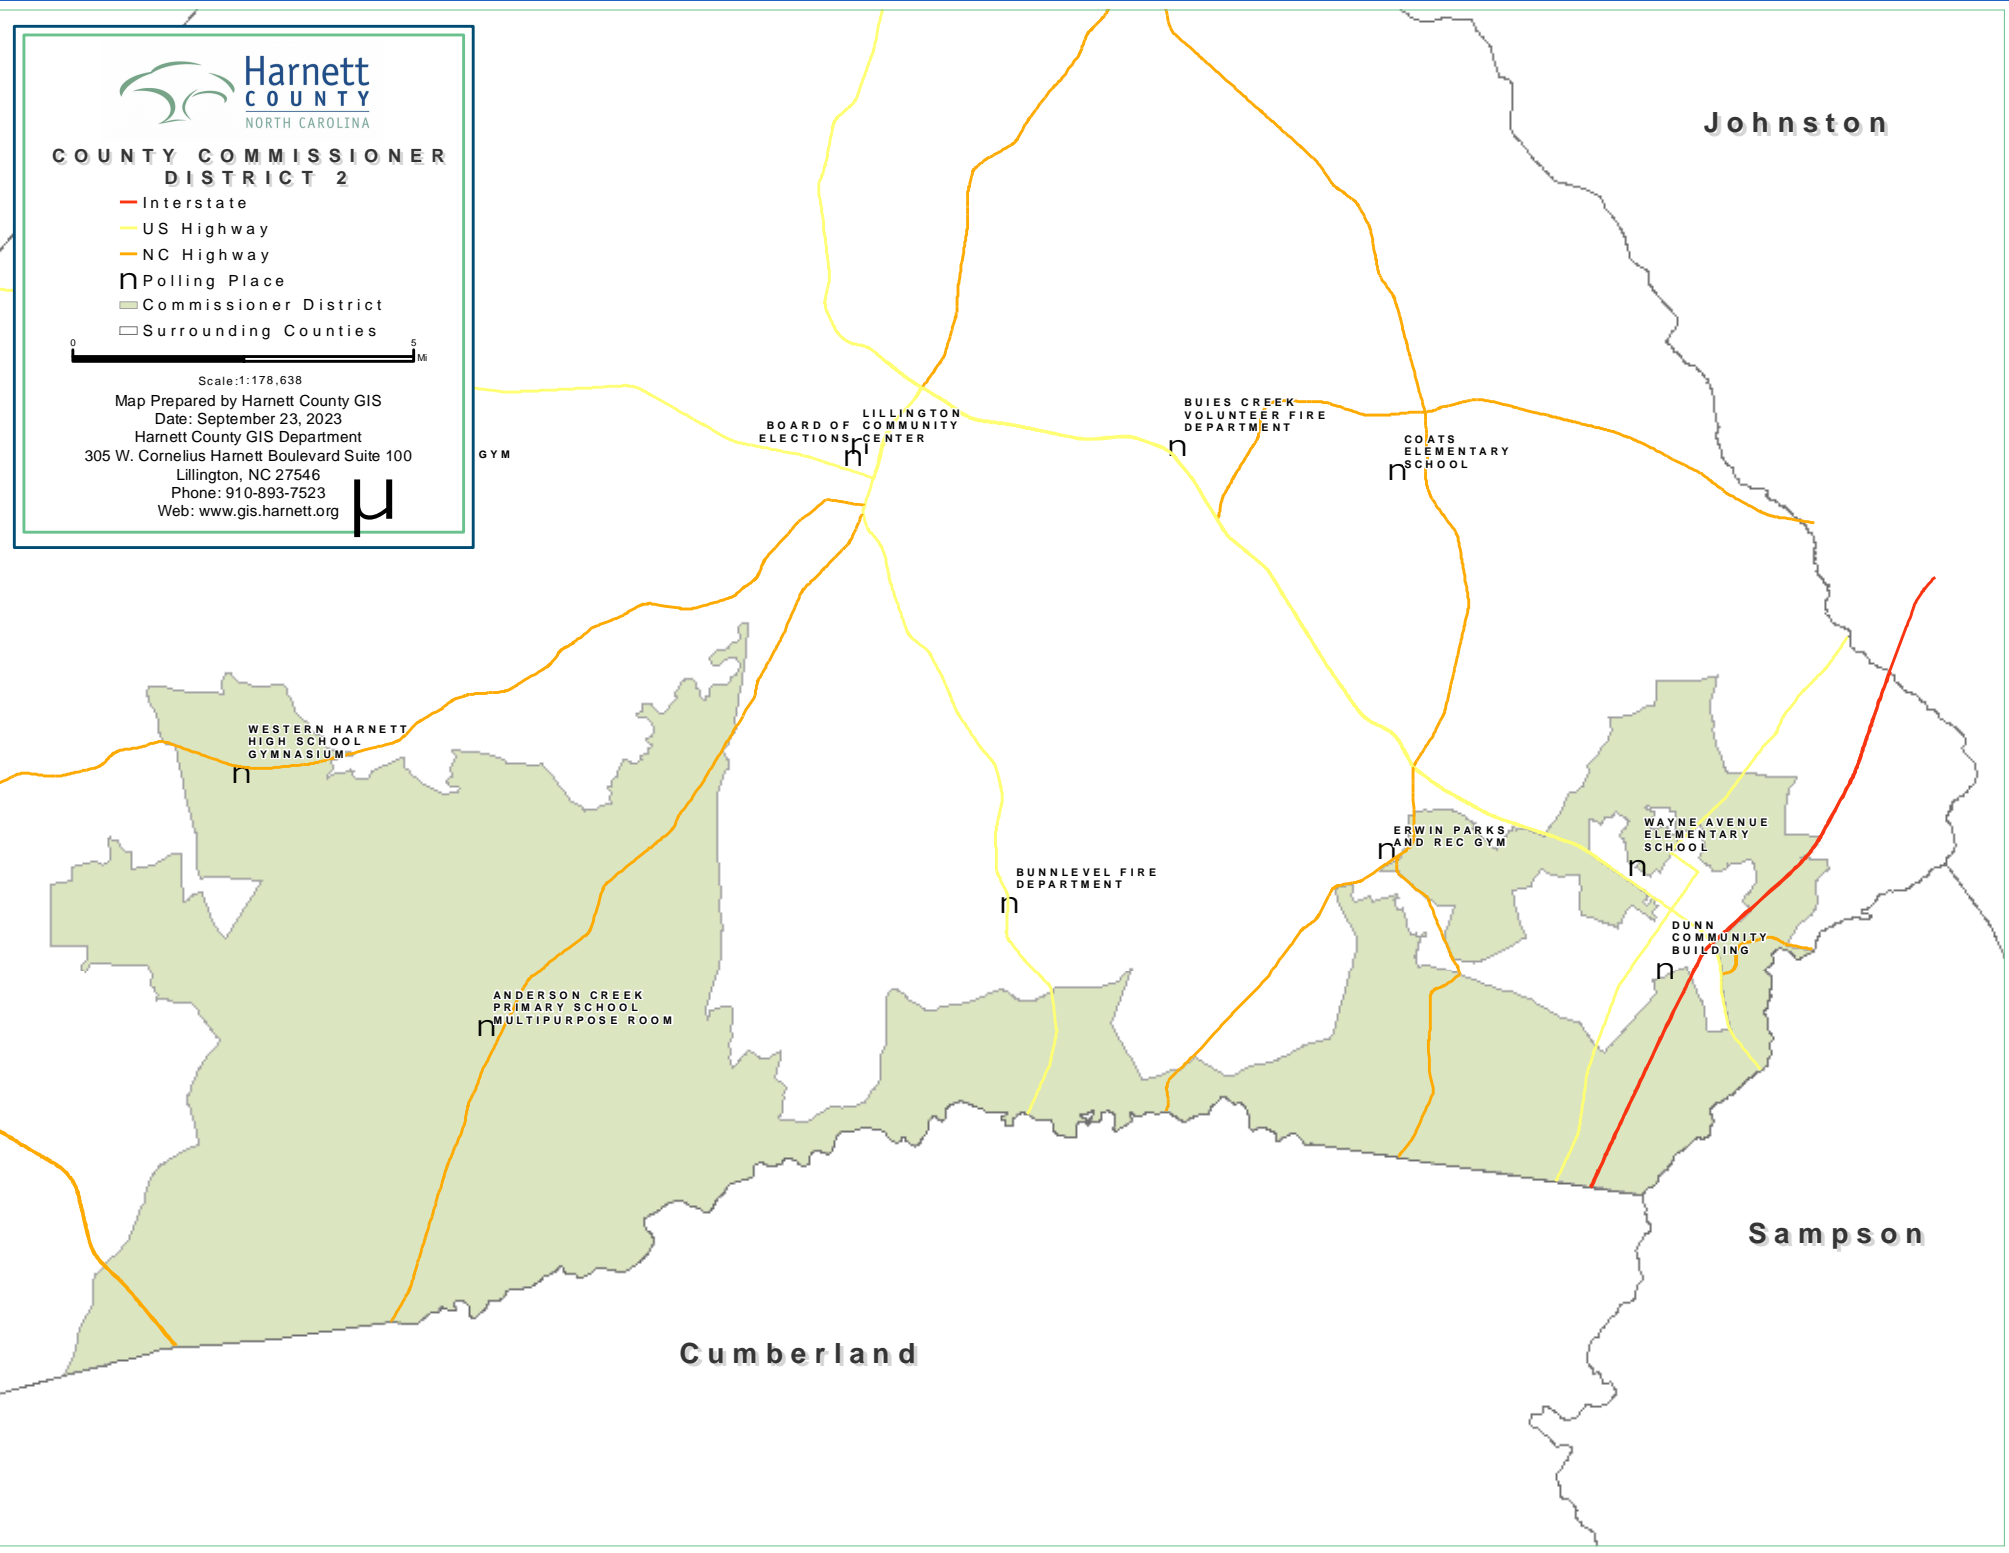 Harnett
COUNTY
NORTH CAROLINA
COUNTY COMMISSIONER
DISTRICT 2
Interstate
US Highway
NC Highway
n Polling Place
Commissioner District
Surrounding Counties
0 5
Mi
Scale:1:178,638
Map Prepared by Harnett County GIS
Date: September 23, 2023
Harnett County GIS Department
305 W. Cornelius Harnett Boulevard Suite 100
Lillington, NC 27546
Phone: 910-893-7523
Web: www.gis.harnett.org
µ
Johnston
GYM
BOARD OF
ELECTIONS
n
LILLINGTON
COMMUNITY
CENTER
n
BUIES CREEK
VOLUNTEER FIRE
DEPARTMENT
n
COATS
ELEMENTARY
SCHOOL
n
WESTERN HARNETT
HIGH SCHOOL
GYMNASIUM
n
ERWIN PARKS
AND REC GYM
n
WAYNE AVENUE
ELEMENTARY
SCHOOL
n
BUNNLEVEL FIRE
DEPARTMENT
n
DUNN
COMMUNITY
BUILDING
n
ANDERSON CREEK
PRIMARY SCHOOL
MULTIPURPOSE ROOM
n
Sampson
Cumberland